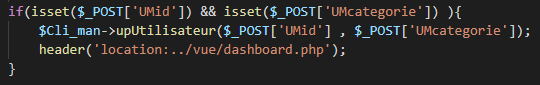 if(isset($_POST['UMid']) && isset($_POST['UMcategorie']) ){
$Cli_man->upUtilisateur($_POST['UMid'] , $_POST['UMcategorie']);
header('location:../vue/dashboard.php');
}